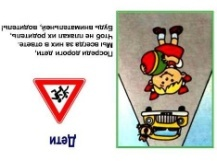 Дети
Посреди дороги дети,
Мы всегда за них в ответе.
Чтоб не плакал их родитель,
Будь внимательней, водитель!